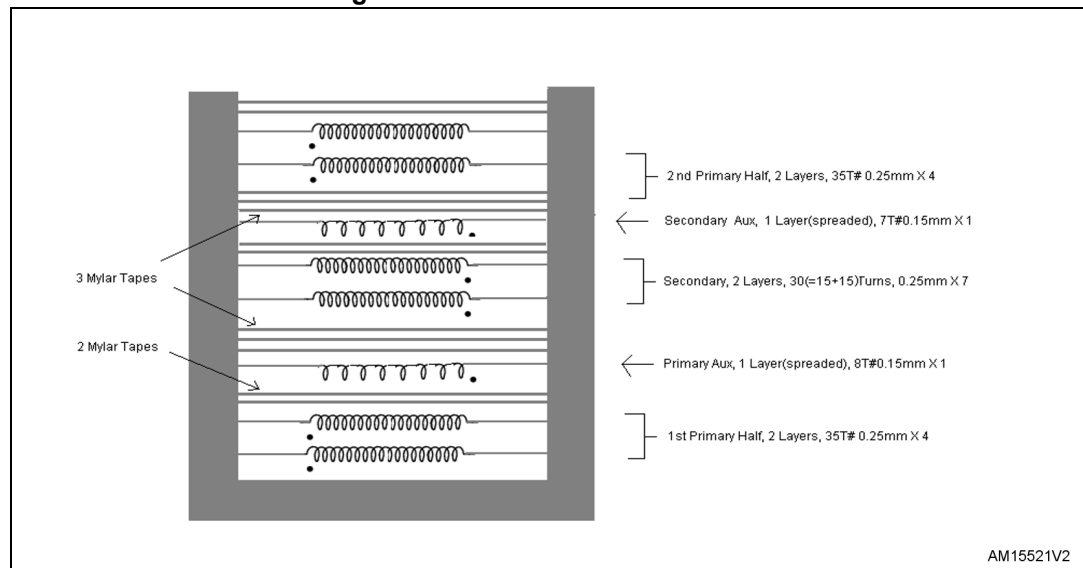 2 nd Primary Half, 2 Layers, 35T# 0.25mm X 4
Secondary Aux, 1 Layer(spreaded), 7T#0.15mm X 1
3 Mylar Tapes
Secondary, 2 Layers, 30(=15+15)Turns, 0.25mm X 7
2 Mylar Tapes
Primary Aux, 1 Layer(spreaded), 8T#0.15mm X 1
1st Primary Half, 2 Layers, 35T# 0.25mm X 4
AM15521V2